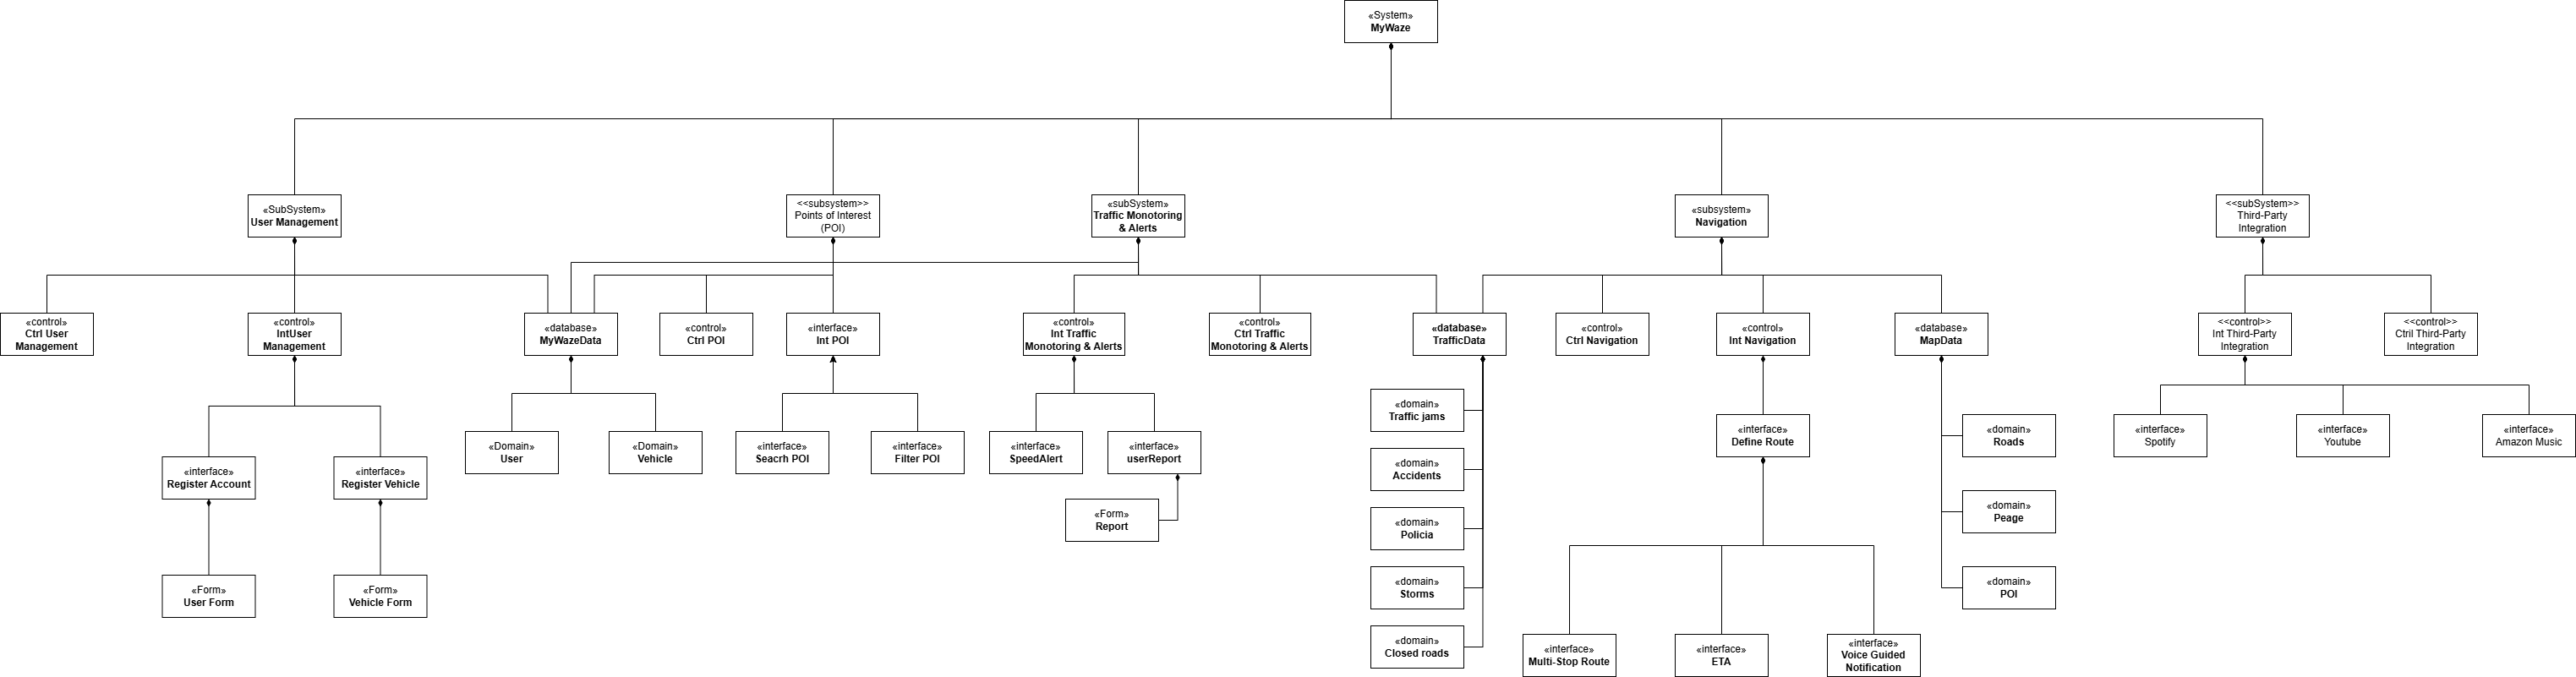 «System»
MyWaze
«SubSystem»
User Management
<<subsystem>>
Points of Interest
(POI)
«subSystem»
Traffic Monotoring
& Alerts
«subsystem»
Navigation
<<subSystem>>
Third-Party
Integration
«control»
Ctrl User
Management
«control»
IntUser
Management
«database»
MyWazeData
«control»
Ctrl POI
«interface»
Int POI
«control»
Int Traffic
Monotoring & Alerts
«control»
Ctrl Traffic
Monotoring & Alerts
«database»
TrafficData
«control»
Ctrl Navigation
«control»
Int Navigation
«database»
MapData
<<control>>
Int Third-Party
Integration
<<control>>
Ctril Third-Party
Integration
«interface»
Register Account
«interface»
Register Vehicle
«Domain»
User
«Domain»
Vehicle
«interface»
Seacrh POI
«interface»
Filter POI
«interface»
SpeedAlert
«interface»
userReport
«Form»
Report
«domain»
Traffic jams
«domain»
Accidents
«domain»
Policia
«domain»
Storms
«domain»
Closed roads
«interface»
Define Route
«domain»
Roads
«domain»
Peage
«domain»
POI
«interface»
Spotify
«interface»
Youtube
«interface»
Amazon Music
«Form»
User Form
«Form»
Vehicle Form
«interface»
Multi-Stop Route
«interface»
ETA
«interface»
Voice Guided
Notification